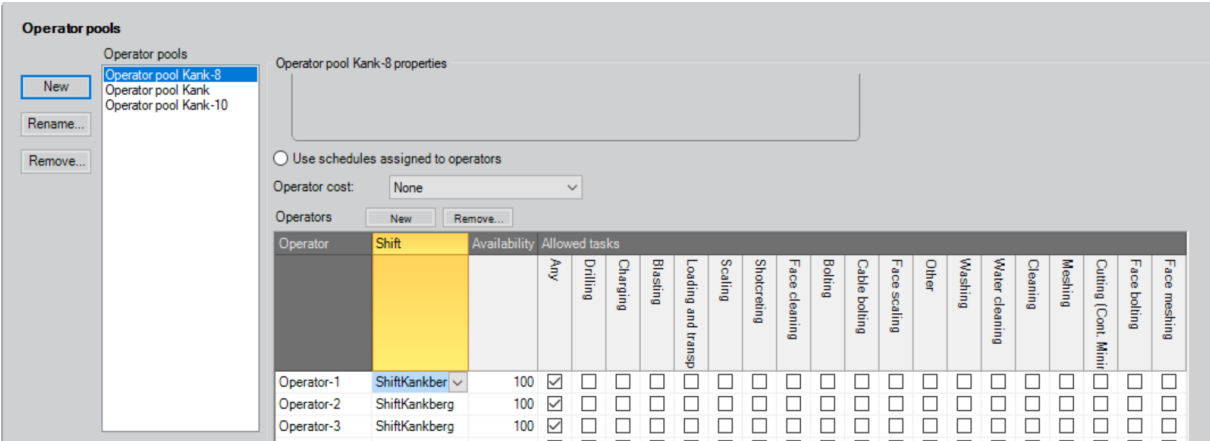 Operator pools
Operator pools
New
Rename...
Remove...
Operator pool Kank-8
Operator pool Kank
Operator pool Kank-10
Operator pool Kank-8 properties
Use schedules assigned to operators
Operator cost: None
Operators New Remove...
Operator Shift Availability Allowed tasks
Any
Drilling
Charging
Blasting
Loading and transp
Scaling
Shotcreting
Face cleaning
Bolting
Cable bolting
Face scaling
Other
Washing
Water cleaning
Cleaning
Meshing
Cutting (Cont. Minir
Face bolting
Face meshing
Operator-1 ShiftKankber 100
Operator-2 ShiftKankberg 100
Operator-3 ShiftKankberg 100